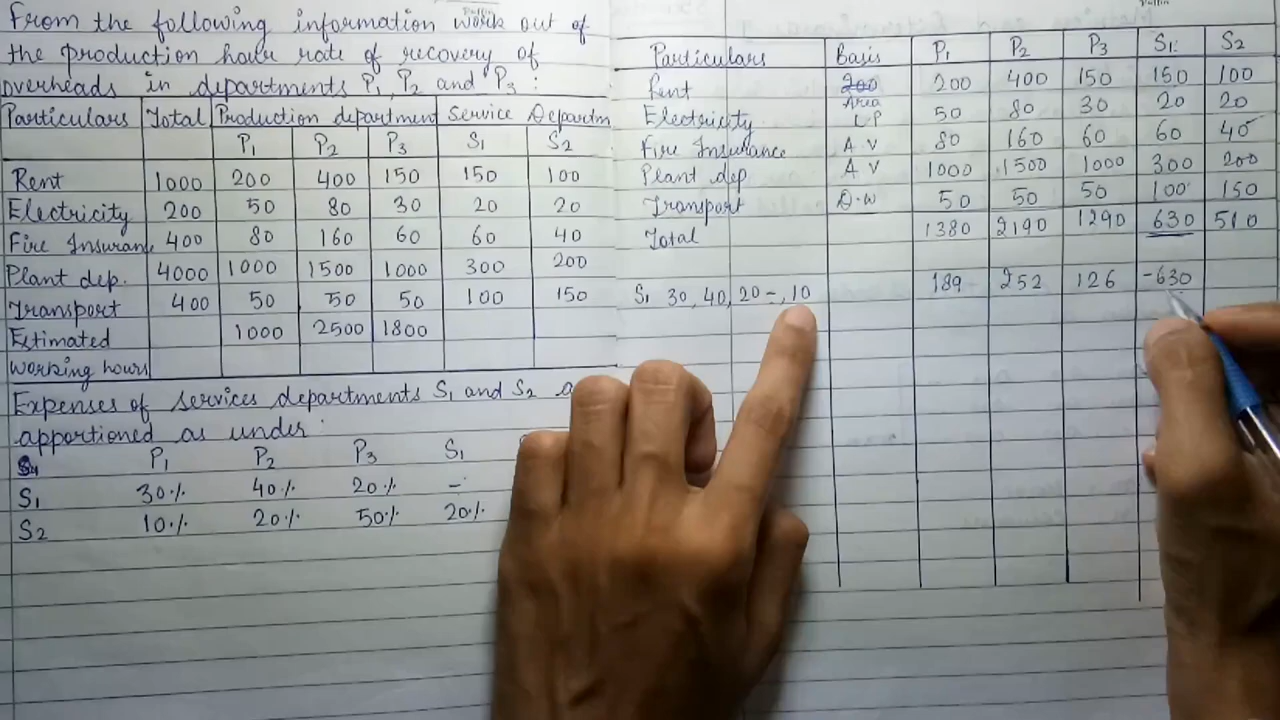 From the following information work out of
the production hour rate of recovery of
overheads in departments P1, P2 and P3 :
Particulars Total Production department Service Departm
P1 P2 P3 S1 S2
Rent 1000 200 400 150 150 100
Electricity 200 50 80 30 20 20
Fire Insuran 400 80 160 60 60 40
Plant dep. 4000 1000 1500 1000 300 200
Transport 400 50 50 50 100 150
Estimated 1000 2500 1800
working hours
Expenses of services departments S1 and S2 a
apportioned as under :
P1 P2 P3 S1
S1 30% 40% 20% -
S2 10% 20% 50% 20%
Particulars Basis P1 P2 P3 S1 S2
Rent Area 200 400 150 150 100
Electricity L P 50 80 30 20 20
Fire Insurance A.V 80 160 60 60 40
Plant dep A V 1000 1500 1000 300 200
Transport D.W 50 50 50 100 150
Total 1380 2190 1290 630 510
S1 30, 40, 20 -, 10 189 252 126 -630